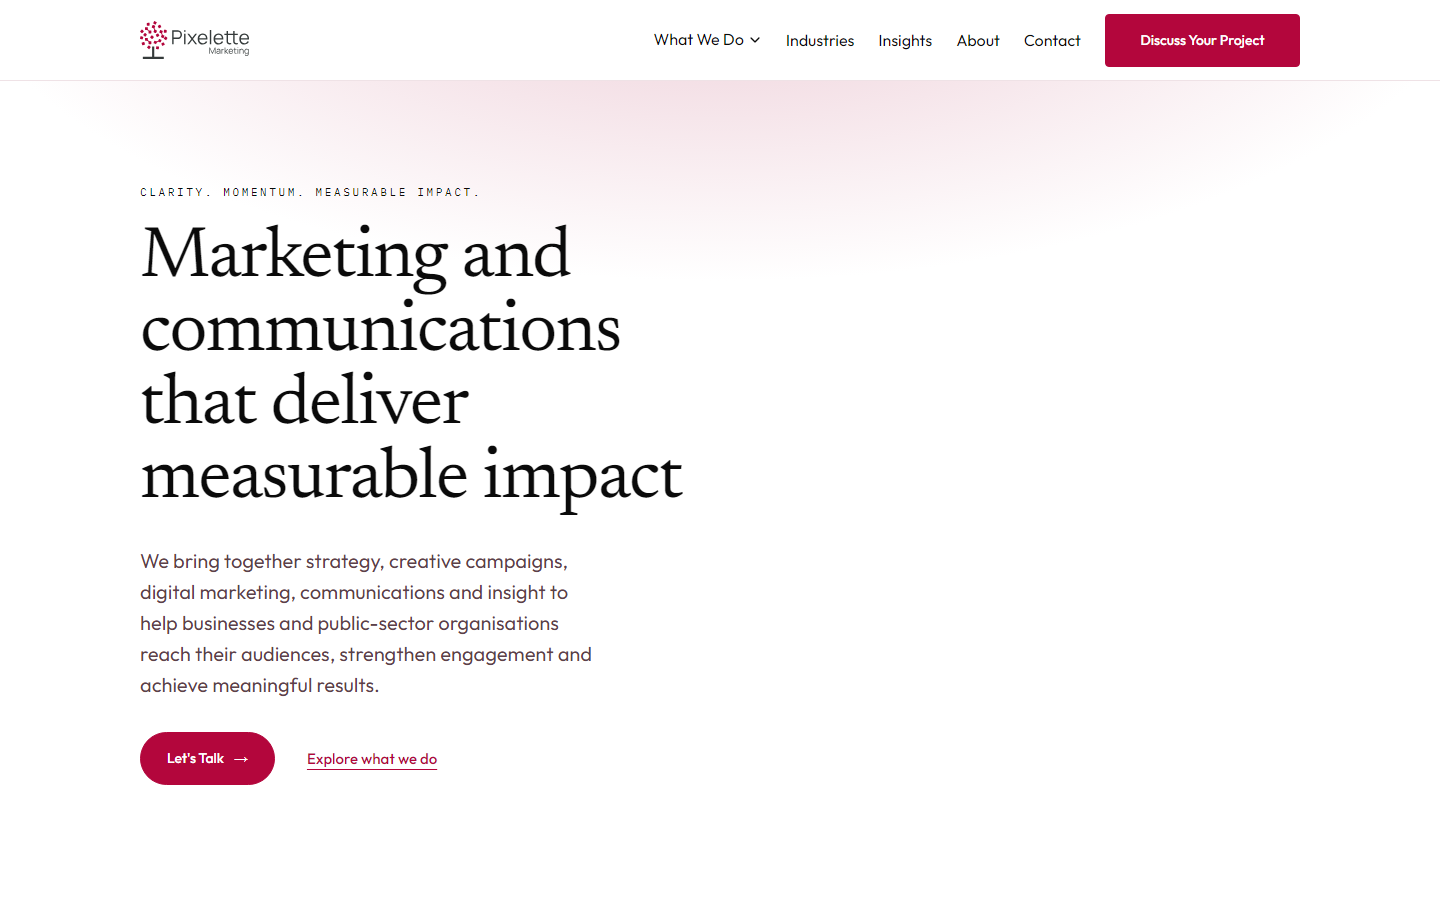 Pixelette
Marketing
What We Do
Industries
Insights
About
Contact
Discuss Your Project
CLARITY. MOMENTUM. MEASURABLE IMPACT.
Marketing and
communications
that deliver
measurable impact
We bring together strategy, creative campaigns,
digital marketing, communications and insight to
help businesses and public-sector organisations
reach their audiences, strengthen engagement and
achieve meaningful results.
Let's Talk →
Explore what we do